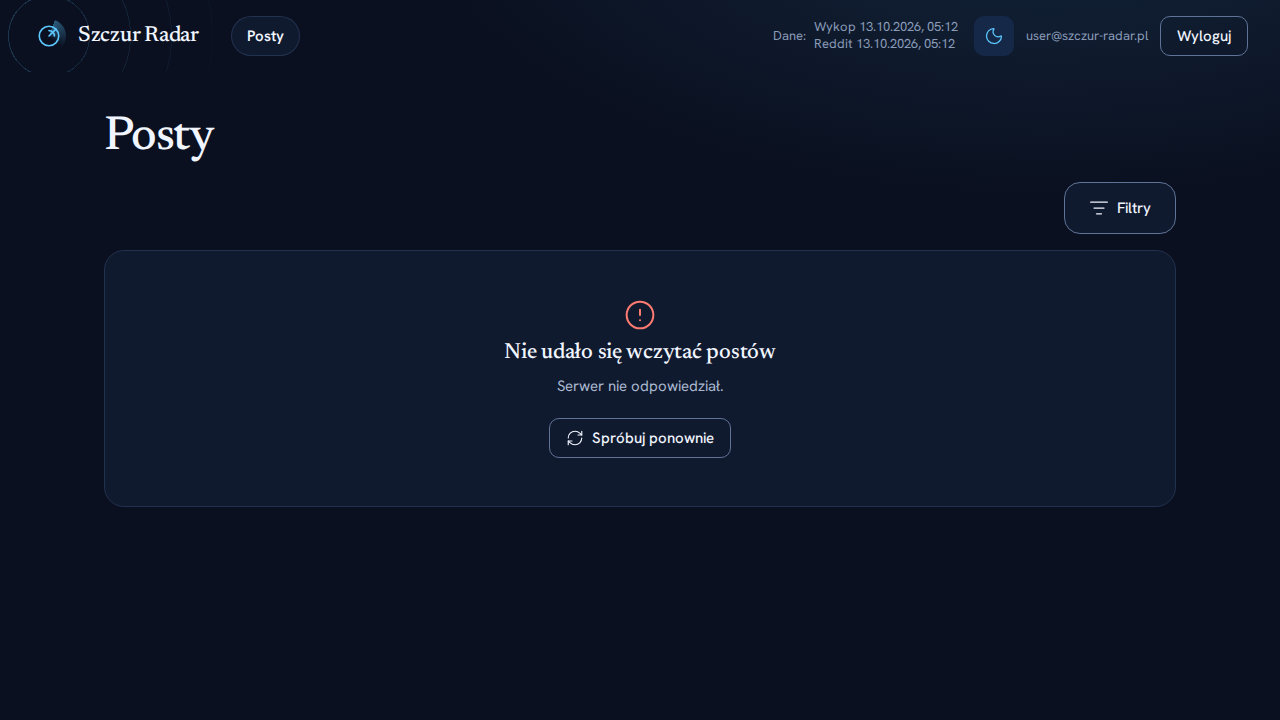 Szczur Radar
Posty
Dane:
Wykop 13.10.2026, 05:12
Reddit 13.10.2026, 05:12
user@szczur-radar.pl
Wyloguj
Posty
Filtry
Nie udało się wczytać postów
Serwer nie odpowiedział.
Spróbuj ponownie